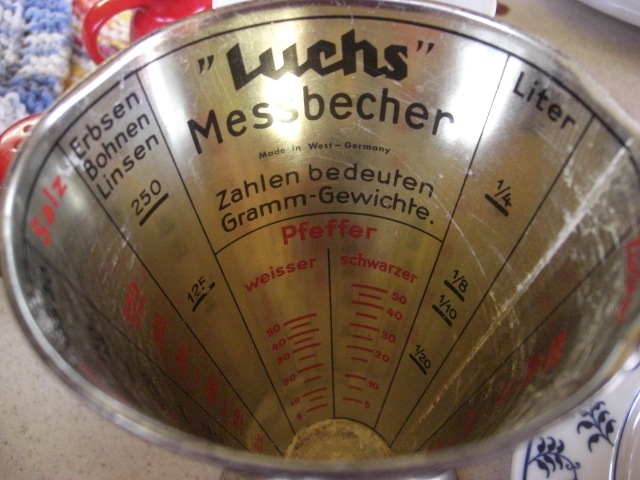 „Luchs”
Messbecher
Made in West-Germany
Zahlen bedeuten
Gramm-Gewichte.
Pfeffer
weisser
50
40
30
20
10
5
schwarzer
50
40
30
20
10
5
Liter
1/4
1/8
1/10
1/20
Erbsen
Bohnen
Linsen
250
125
Salz